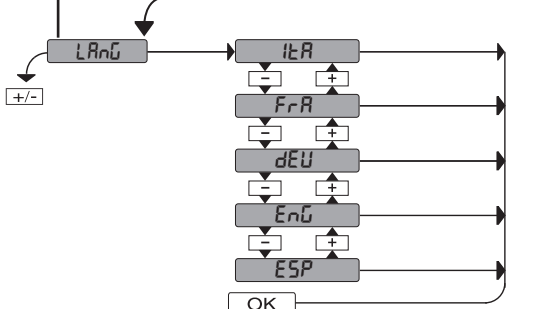 LAnG
ItA
+/-
- +
FrA
- +
dEU
- +
EnG
- +
ESP
OK